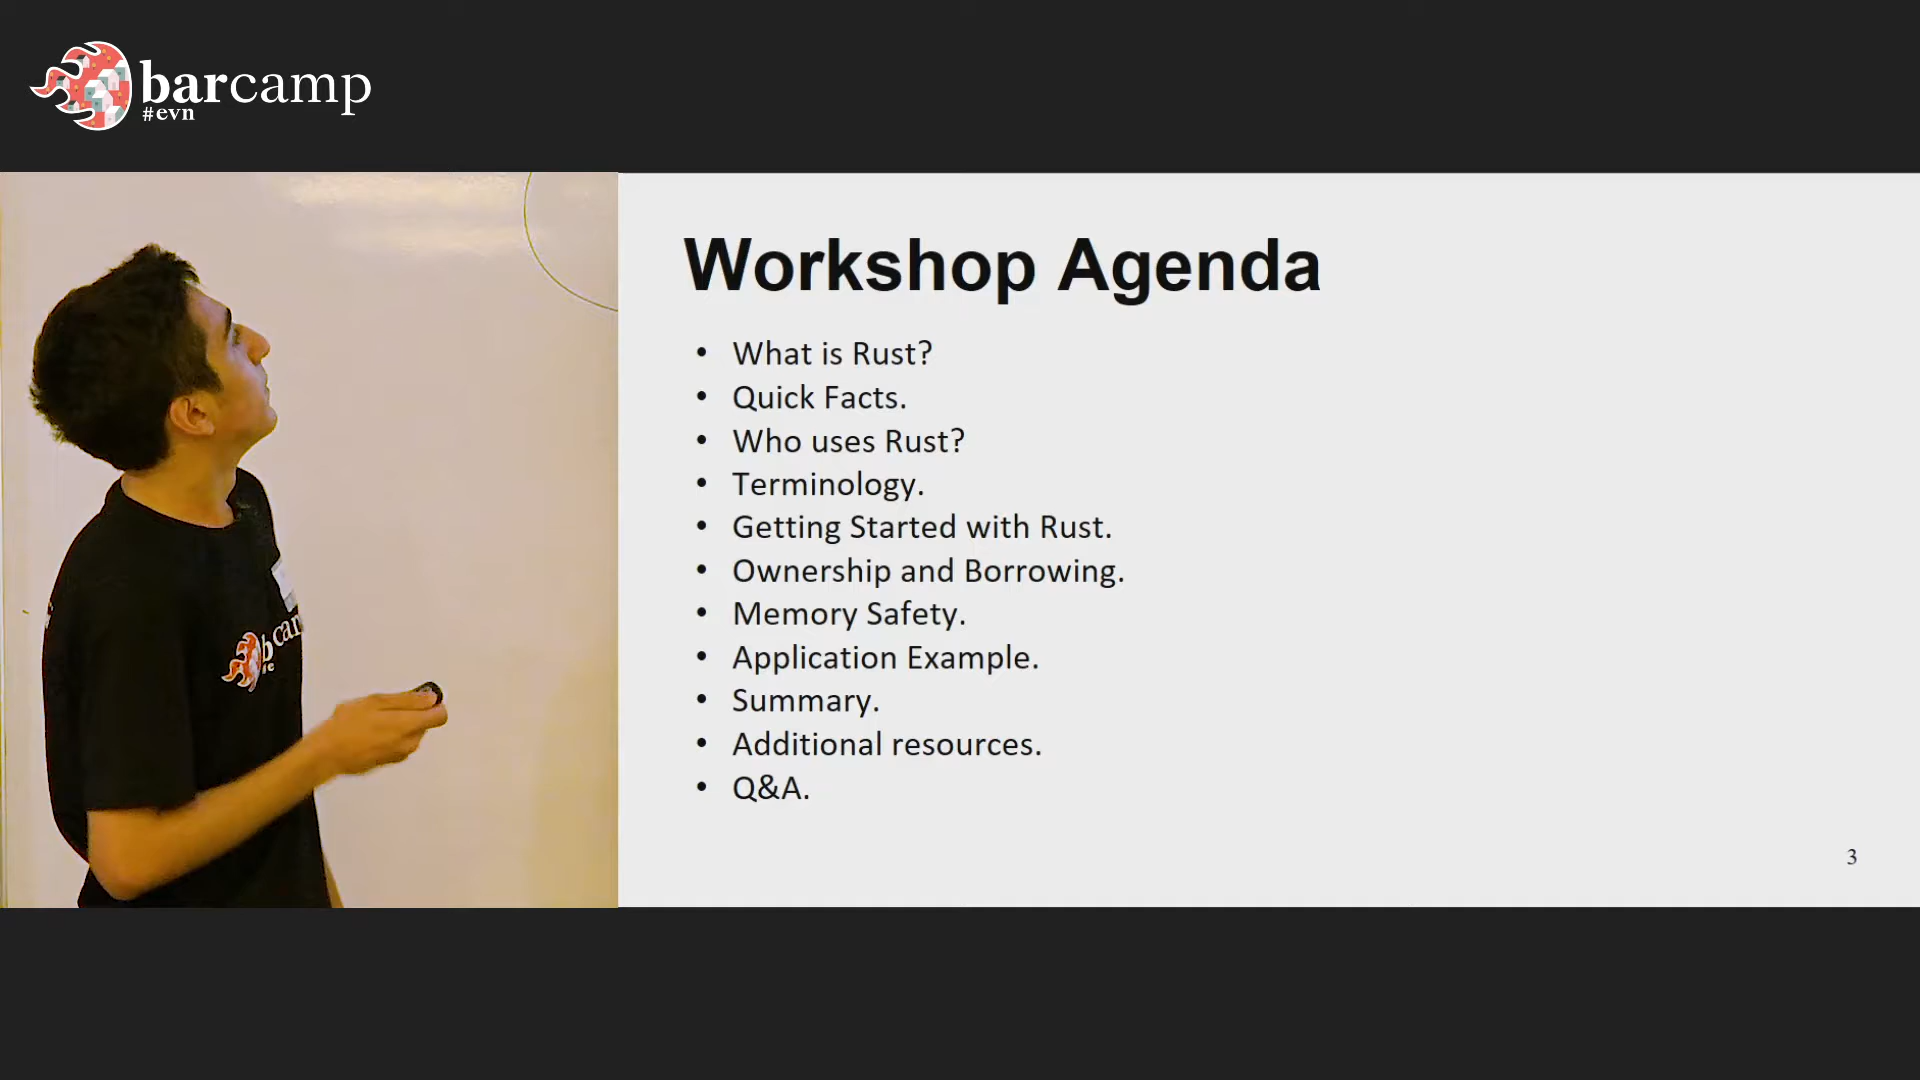 barcamp
#evn
Workshop Agenda
• What is Rust?
• Quick Facts.
• Who uses Rust?
• Terminology.
• Getting Started with Rust.
• Ownership and Borrowing.
• Memory Safety.
• Application Example.
• Summary.
• Additional resources.
• Q&A.
3